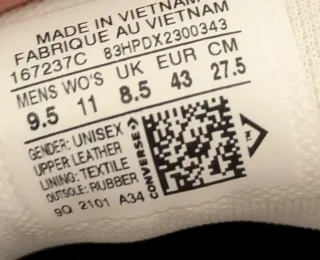 MADE IN VIETNAM
FABRIQUE AU VIETNAM
167237C 83HPDX2300343
MENS WO'S UK EUR CM
9.5 11 8.5 43 27.5
GENDER: UNISEX
UPPER LEATHER
LINING: TEXTILE
OUTSOLE: RUBBER
9Q 2101 A34
CONVERSE